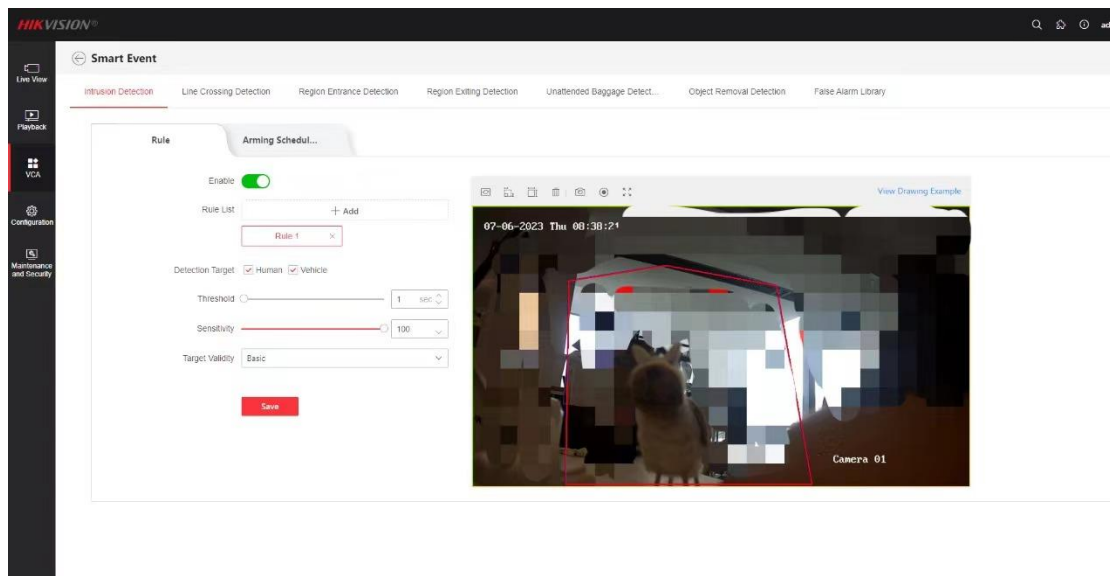 HIKVISION®
ad
Live View
Playback
VCA
Configuration
Maintenance and Security
Smart Event
Intrusion Detection Line Crossing Detection Region Entrance Detection Region Exiting Detection Unattended Baggage Detect... Object Removal Detection False Alarm Library
Rule Arming Schedul...
Enable
Rule List + Add
Rule 1 ×
Detection Target Human Vehicle
Threshold 1 sec
Sensitivity 100
Target Validity Basic
Save
View Drawing Example
07-06-2023 Thu 08:38:21
Camera 01